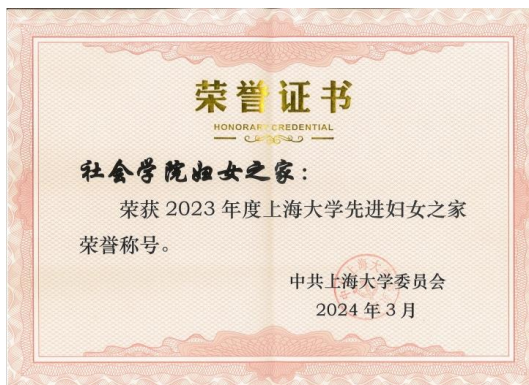 荣誉证书
HONORARY CREDENTIAL
社会学院妇女之家：
荣获 2023 年度上海大学先进妇女之家
荣誉称号。
中共上海大学委员会
2024 年 3 月